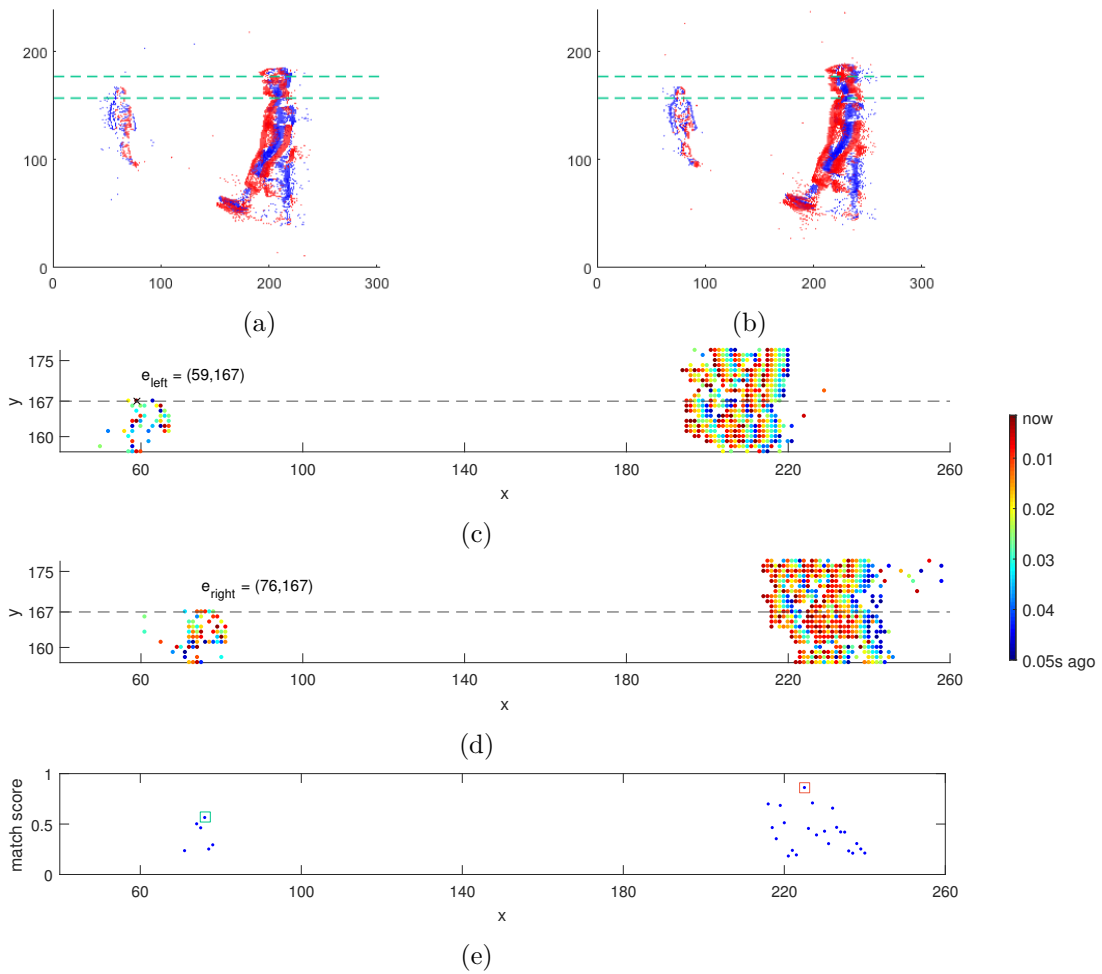 200
100
0
0 100 200 300
(a)
200
100
0
0 100 200 300
(b)
175
167
160
y
e_left = (59,167)
60 100 140 180 220 260
x
(c)
175
167
160
y
e_right = (76,167)
60 100 140 180 220 260
x
(d)
now
0.01
0.02
0.03
0.04
0.05s ago
1
0.5
0
match score
60 100 140 180 220 260
x
(e)